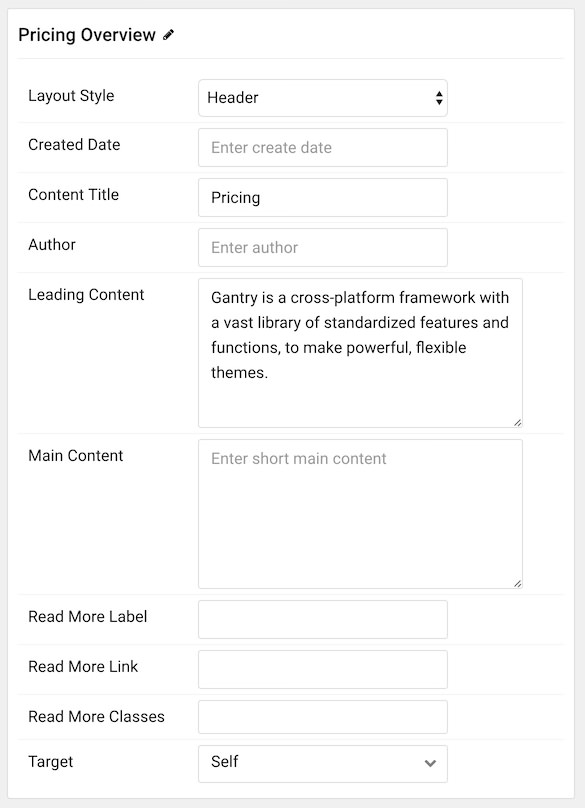 Pricing Overview
Layout Style
Header
Created Date
Enter create date
Content Title
Pricing
Author
Enter author
Leading Content
Gantry is a cross-platform framework with
a vast library of standardized features and
functions, to make powerful, flexible
themes.
Main Content
Enter short main content
Read More Label
Read More Link
Read More Classes
Target
Self